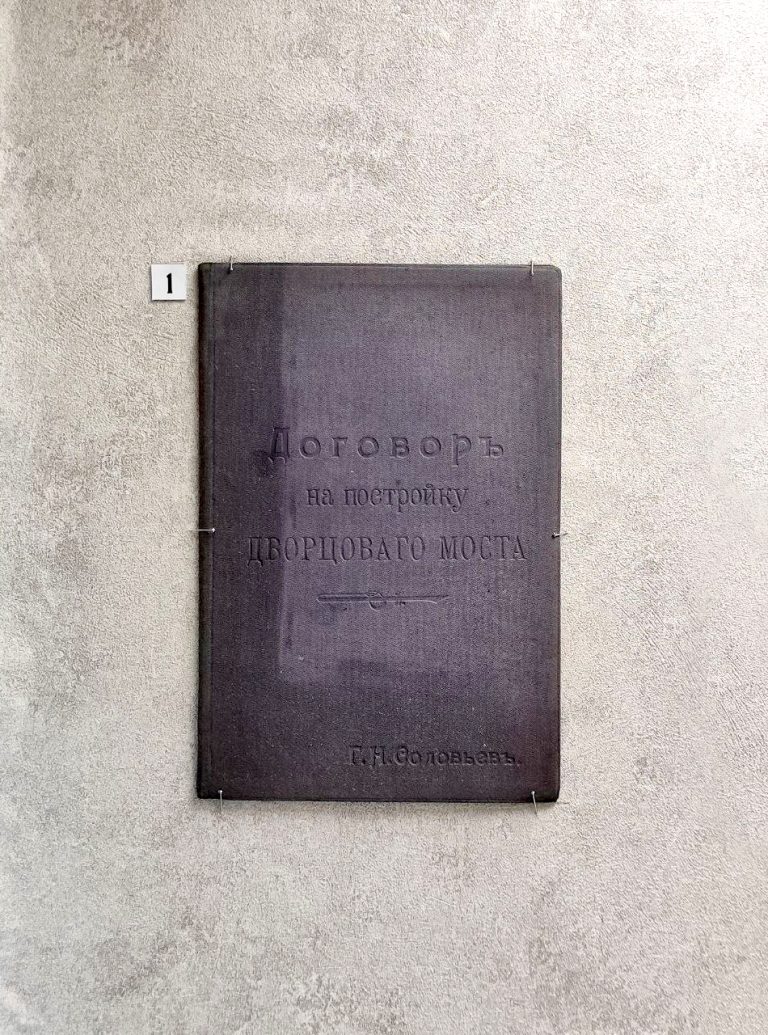 1
Договоръ
на постройку
ДВОРЦОВАГО МОСТА
Г. Н. Соловьевъ.